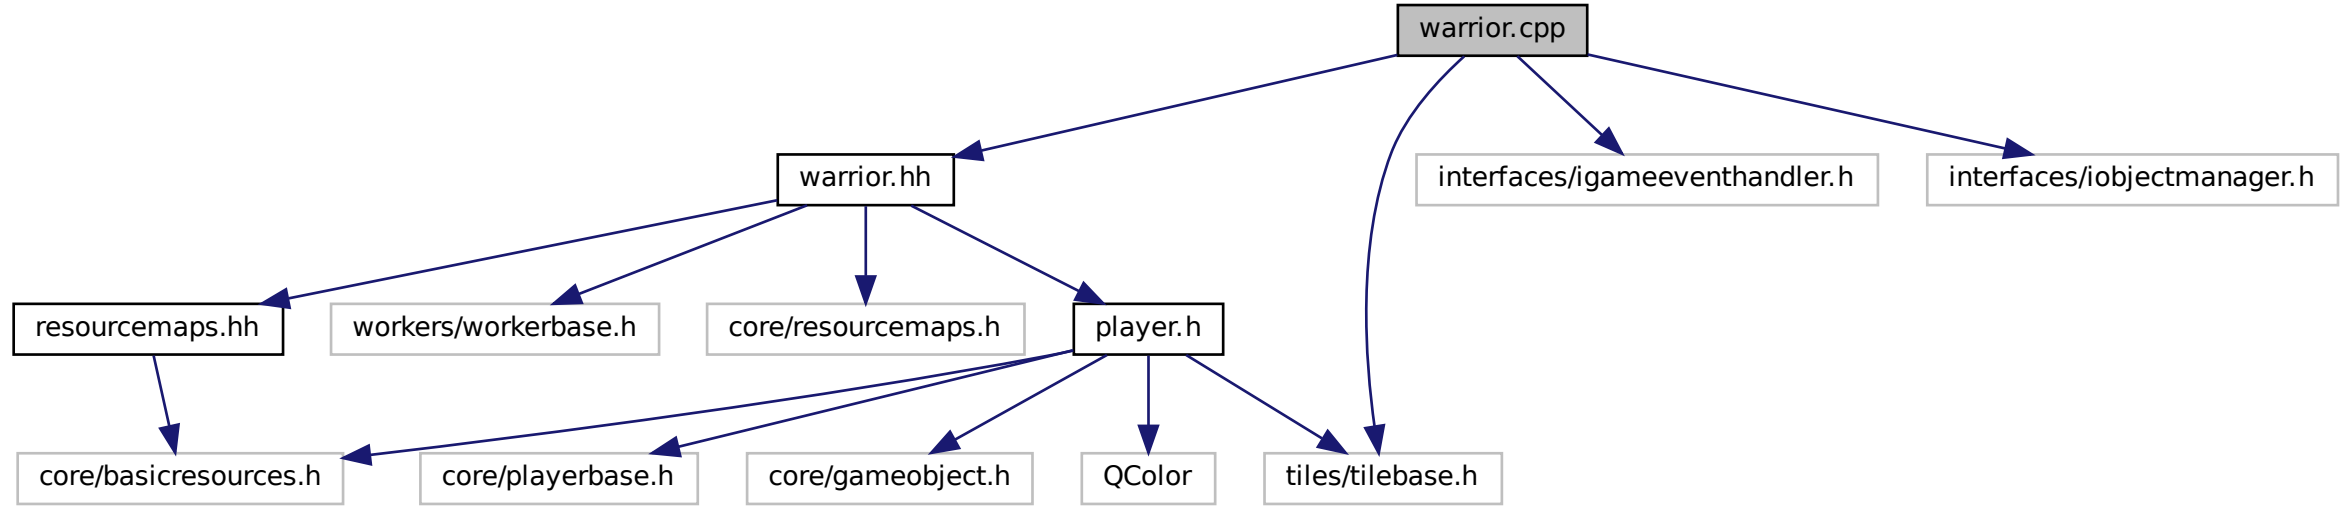 warrior.cpp
warrior.hh
interfaces/igameeventhandler.h
interfaces/iobjectmanager.h
resourcemaps.hh
workers/workerbase.h
core/resourcemaps.h
player.h
core/basicresources.h
core/playerbase.h
core/gameobject.h
QColor
tiles/tilebase.h